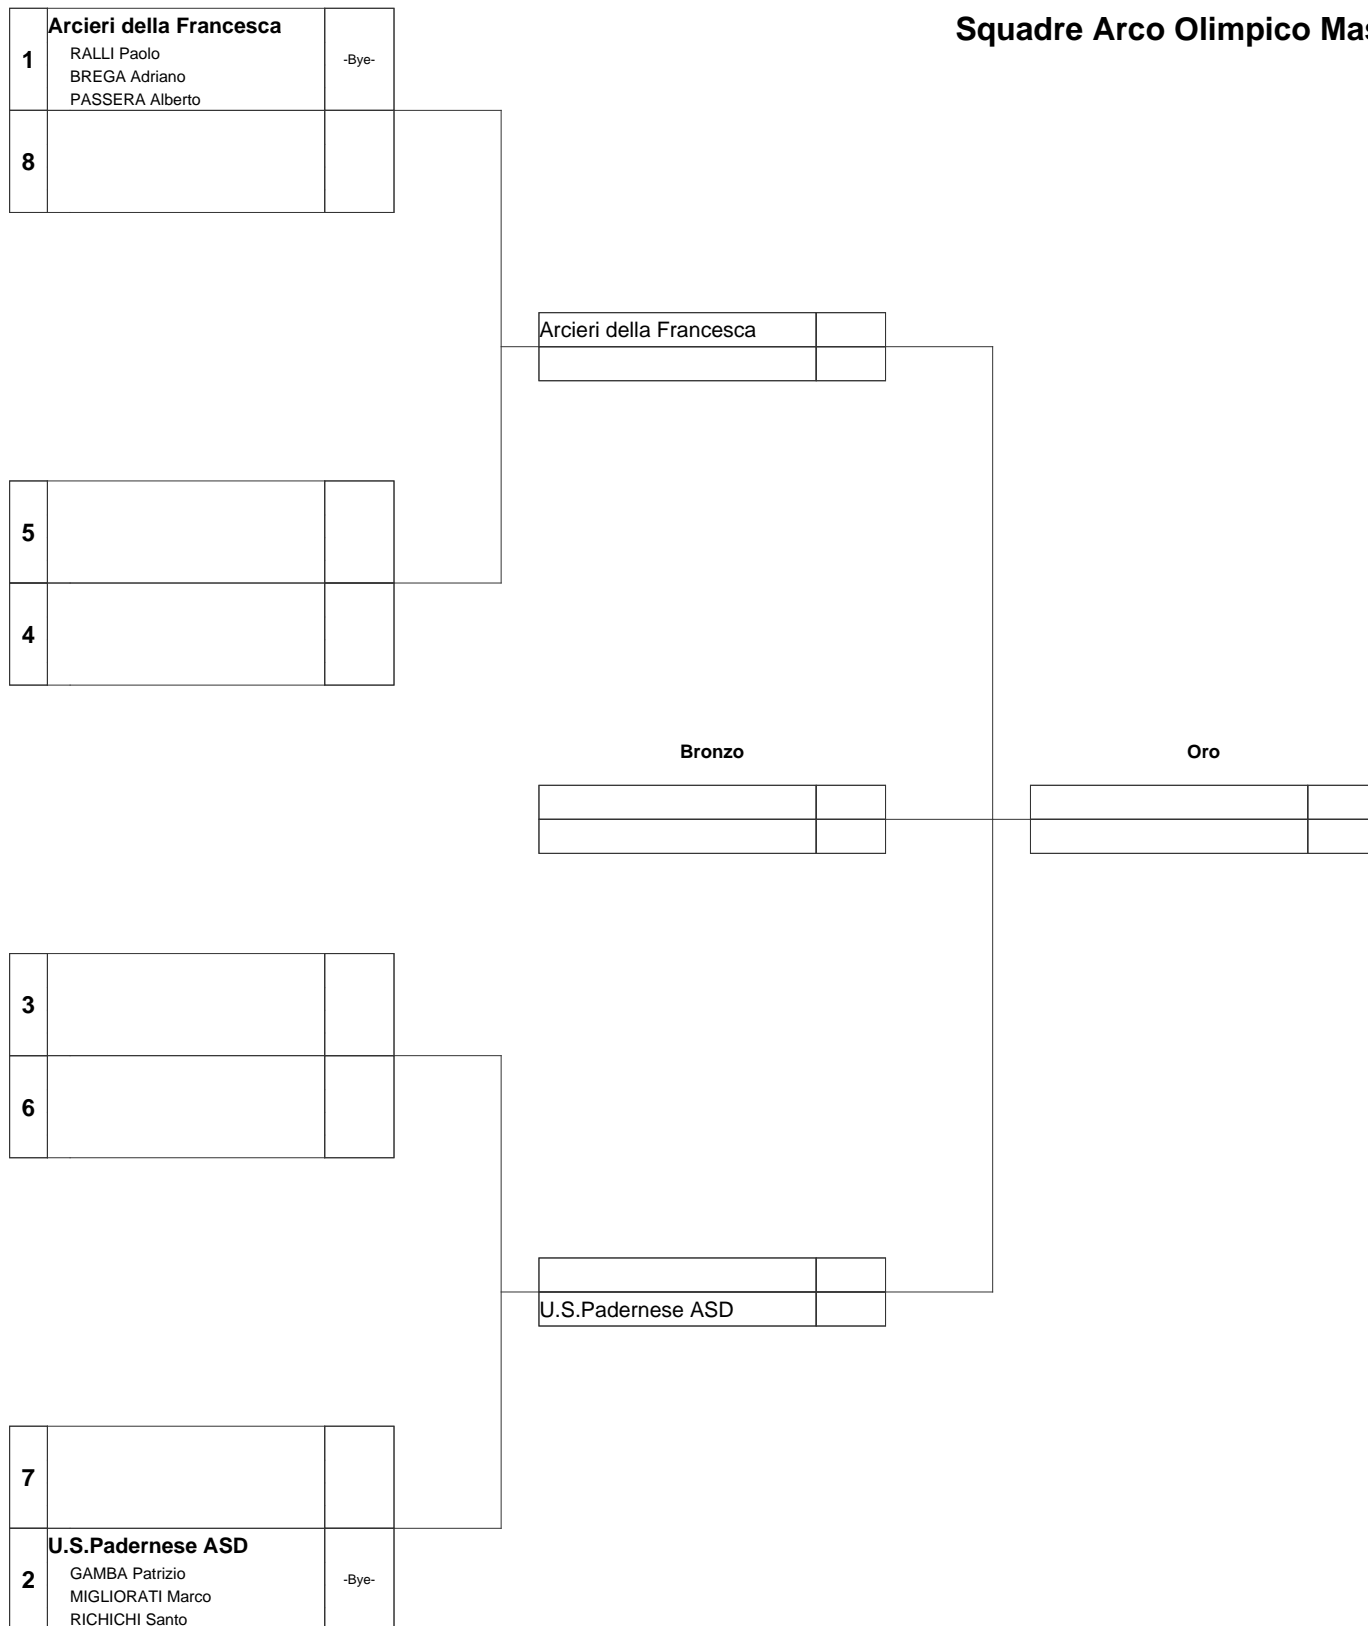 Squadre Arco Olimpico
1
Arcieri della Francesca
RALLI Paolo
BREGA Adriano
PASSERA Alberto
-Bye-
8
Arcieri della Francesca
5
4
Bronzo
Oro
3
6
U.S.Padernese ASD
7
2
U.S.Padernese ASD
GAMBA Patrizio
MIGLIORATI Marco
RICHICHI Santo
-Bye-